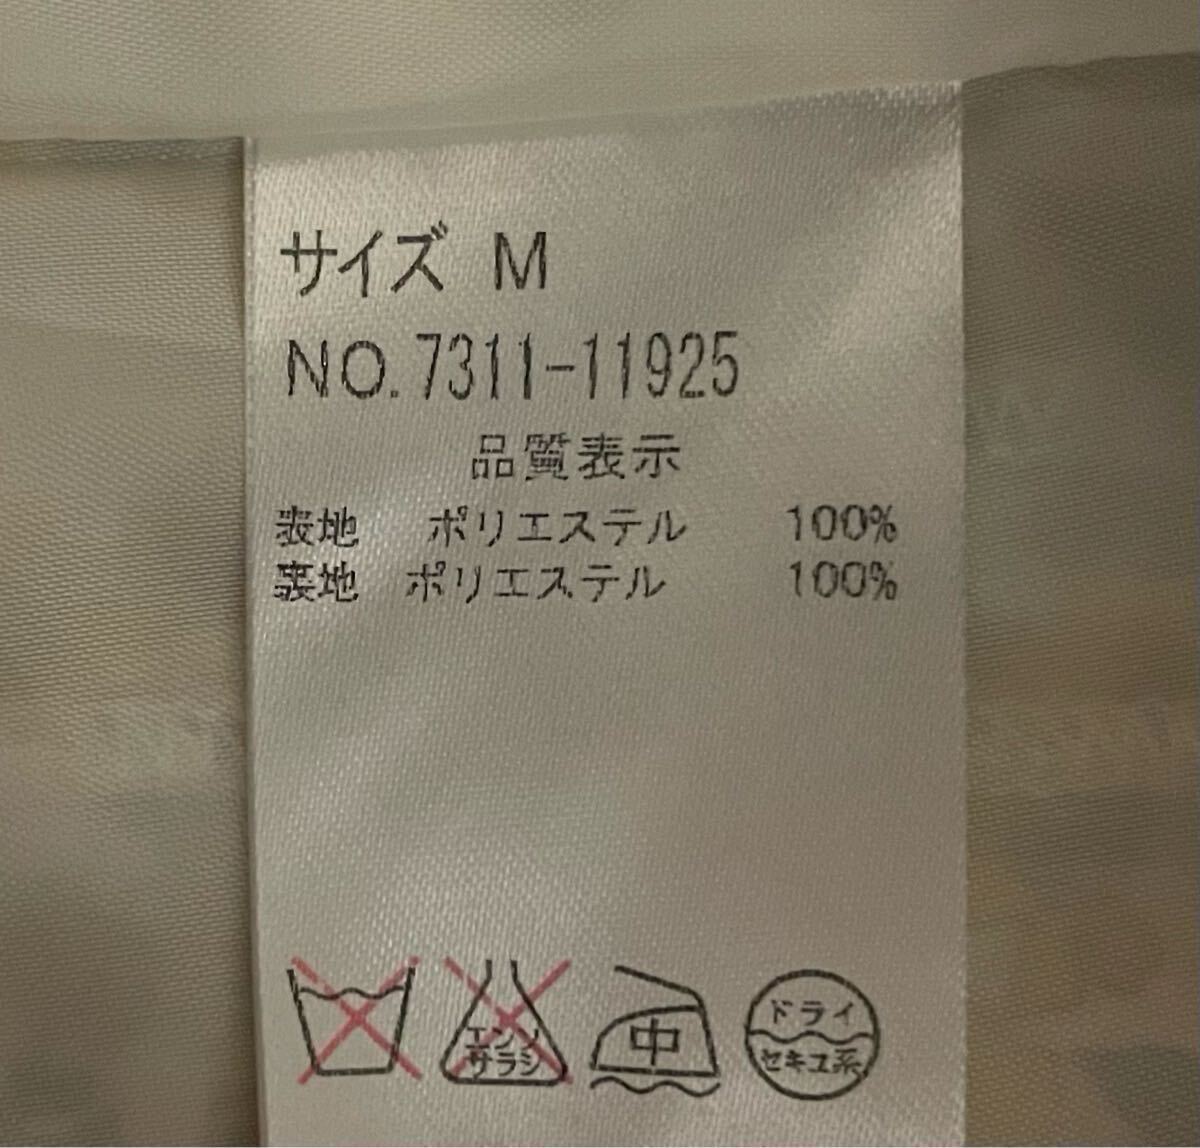 サイズ M
NO.7311-11925
品質表示
表地 ポリエステル 100%
裏地 ポリエステル 100%
エンソ
サラシ
中
ドライ
セキユ系